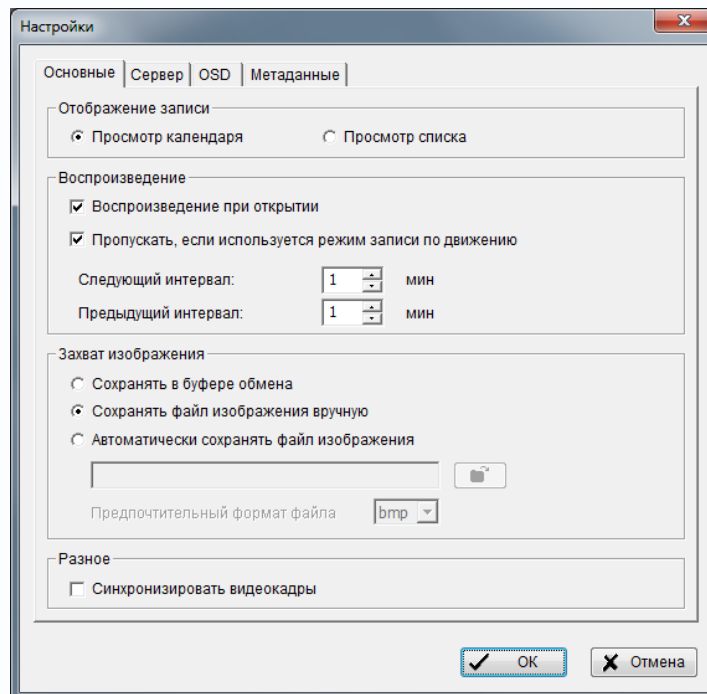 Настройки
Основные Сервер OSD Метаданные
Отображение записи
Просмотр календаря Просмотр списка
Воспроизведение
Воспроизведение при открытии
Пропускать, если используется режим записи по движению
Следующий интервал: 1 мин
Предыдущий интервал: 1 мин
Захват изображения
Сохранять в буфере обмена
Сохранять файл изображения вручную
Автоматически сохранять файл изображения
Предпочтительный формат файла bmp
Разное
Синхронизировать видеокадры
OK Отмена